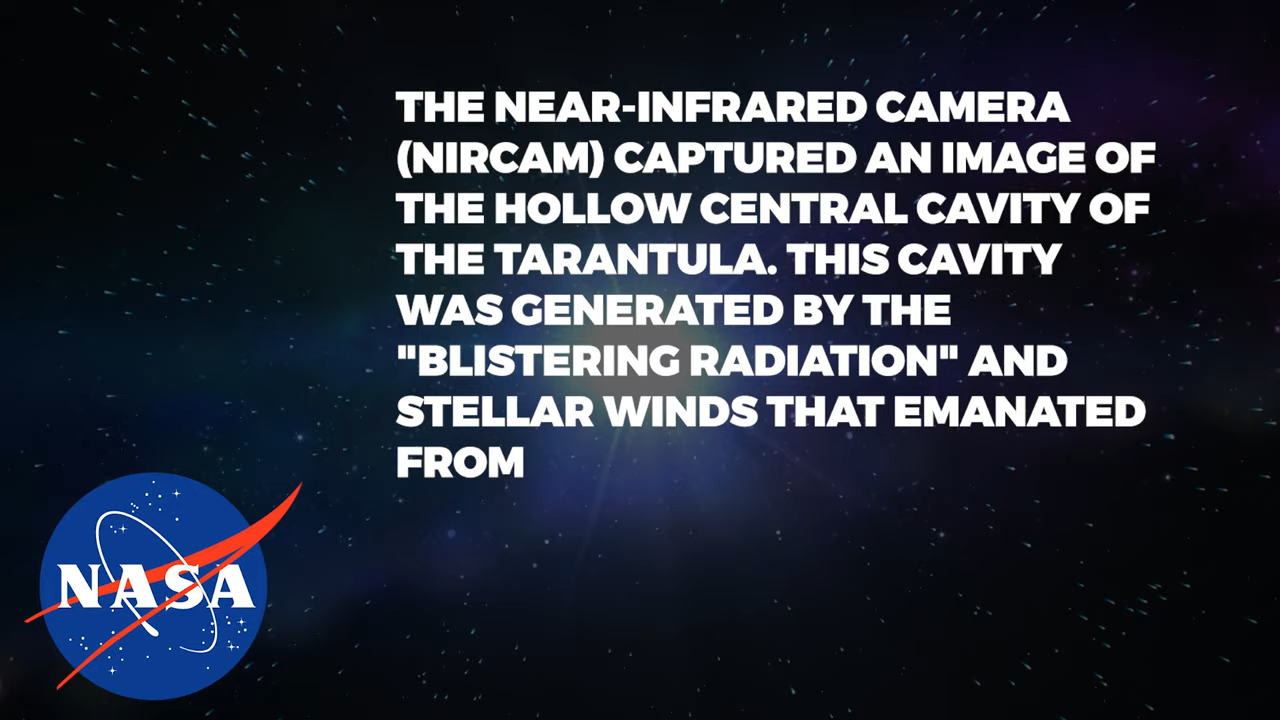 THE NEAR-INFRARED CAMERA
(NIRCAM) CAPTURED AN IMAGE OF
THE HOLLOW CENTRAL CAVITY OF
THE TARANTULA. THIS CAVITY
WAS GENERATED BY THE
"BLISTERING RADIATION" AND
STELLAR WINDS THAT EMANATED
FROM
NASA